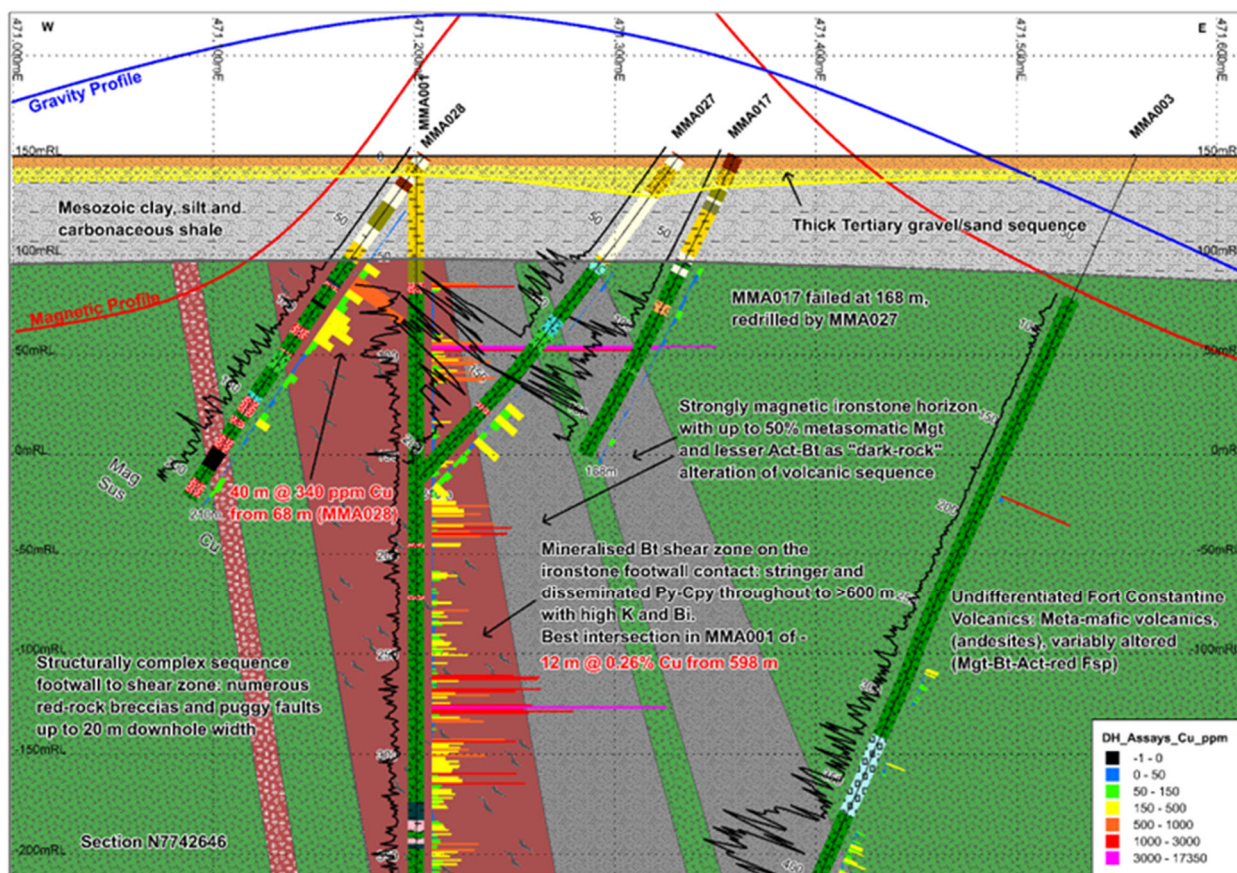 W
E
471,000mE
471,100mE
471,200mE
471,300mE
471,400mE
471,500mE
471,600mE
Gravity Profile
MMA001
MMA028
MMA027
MMA017
MMA003
150mRL
150mRL
0
50
50
50
Mesozoic clay, silt and
carbonaceous shale
Thick Tertiary gravel/sand sequence
100mRL
100mRL
Magnetic Profile
MMA017 failed at 168 m,
redrilled by MMA027
50mRL
50mRL
150
Strongly magnetic ironstone horizon
with up to 50% metasomatic Mgt
and lesser Act-Bt as "dark-rock"
alteration of volcanic sequence
0mRL
0mRL
168m
Mag
Sus
Cu
40 m @ 340 ppm Cu
from 68 m (MMA028)
-50mRL
-50mRL
Mineralised Bt shear zone on the
ironstone footwall contact: stringer and
disseminated Py-Cpy throughout to >600 m
with high K and Bi.
Best intersection in MMA001 of -
12 m @ 0.26% Cu from 598 m
Undifferentiated Fort Constantine
Volcanics: Meta-mafic volcanics,
(andesites), variably altered
(Mgt-Bt-Act-red Fsp)
-100mRL
-100mRL
Structurally complex sequence
footwall to shear zone: numerous
red-rock breccias and puggy faults
up to 20 m downhole width
-150mRL
Section N7742646
-200mRL
400
DH_Assays_Cu_ppm
-1 - 0
0 - 50
50 - 150
150 - 500
500 - 1000
1000 - 3000
3000 - 17350